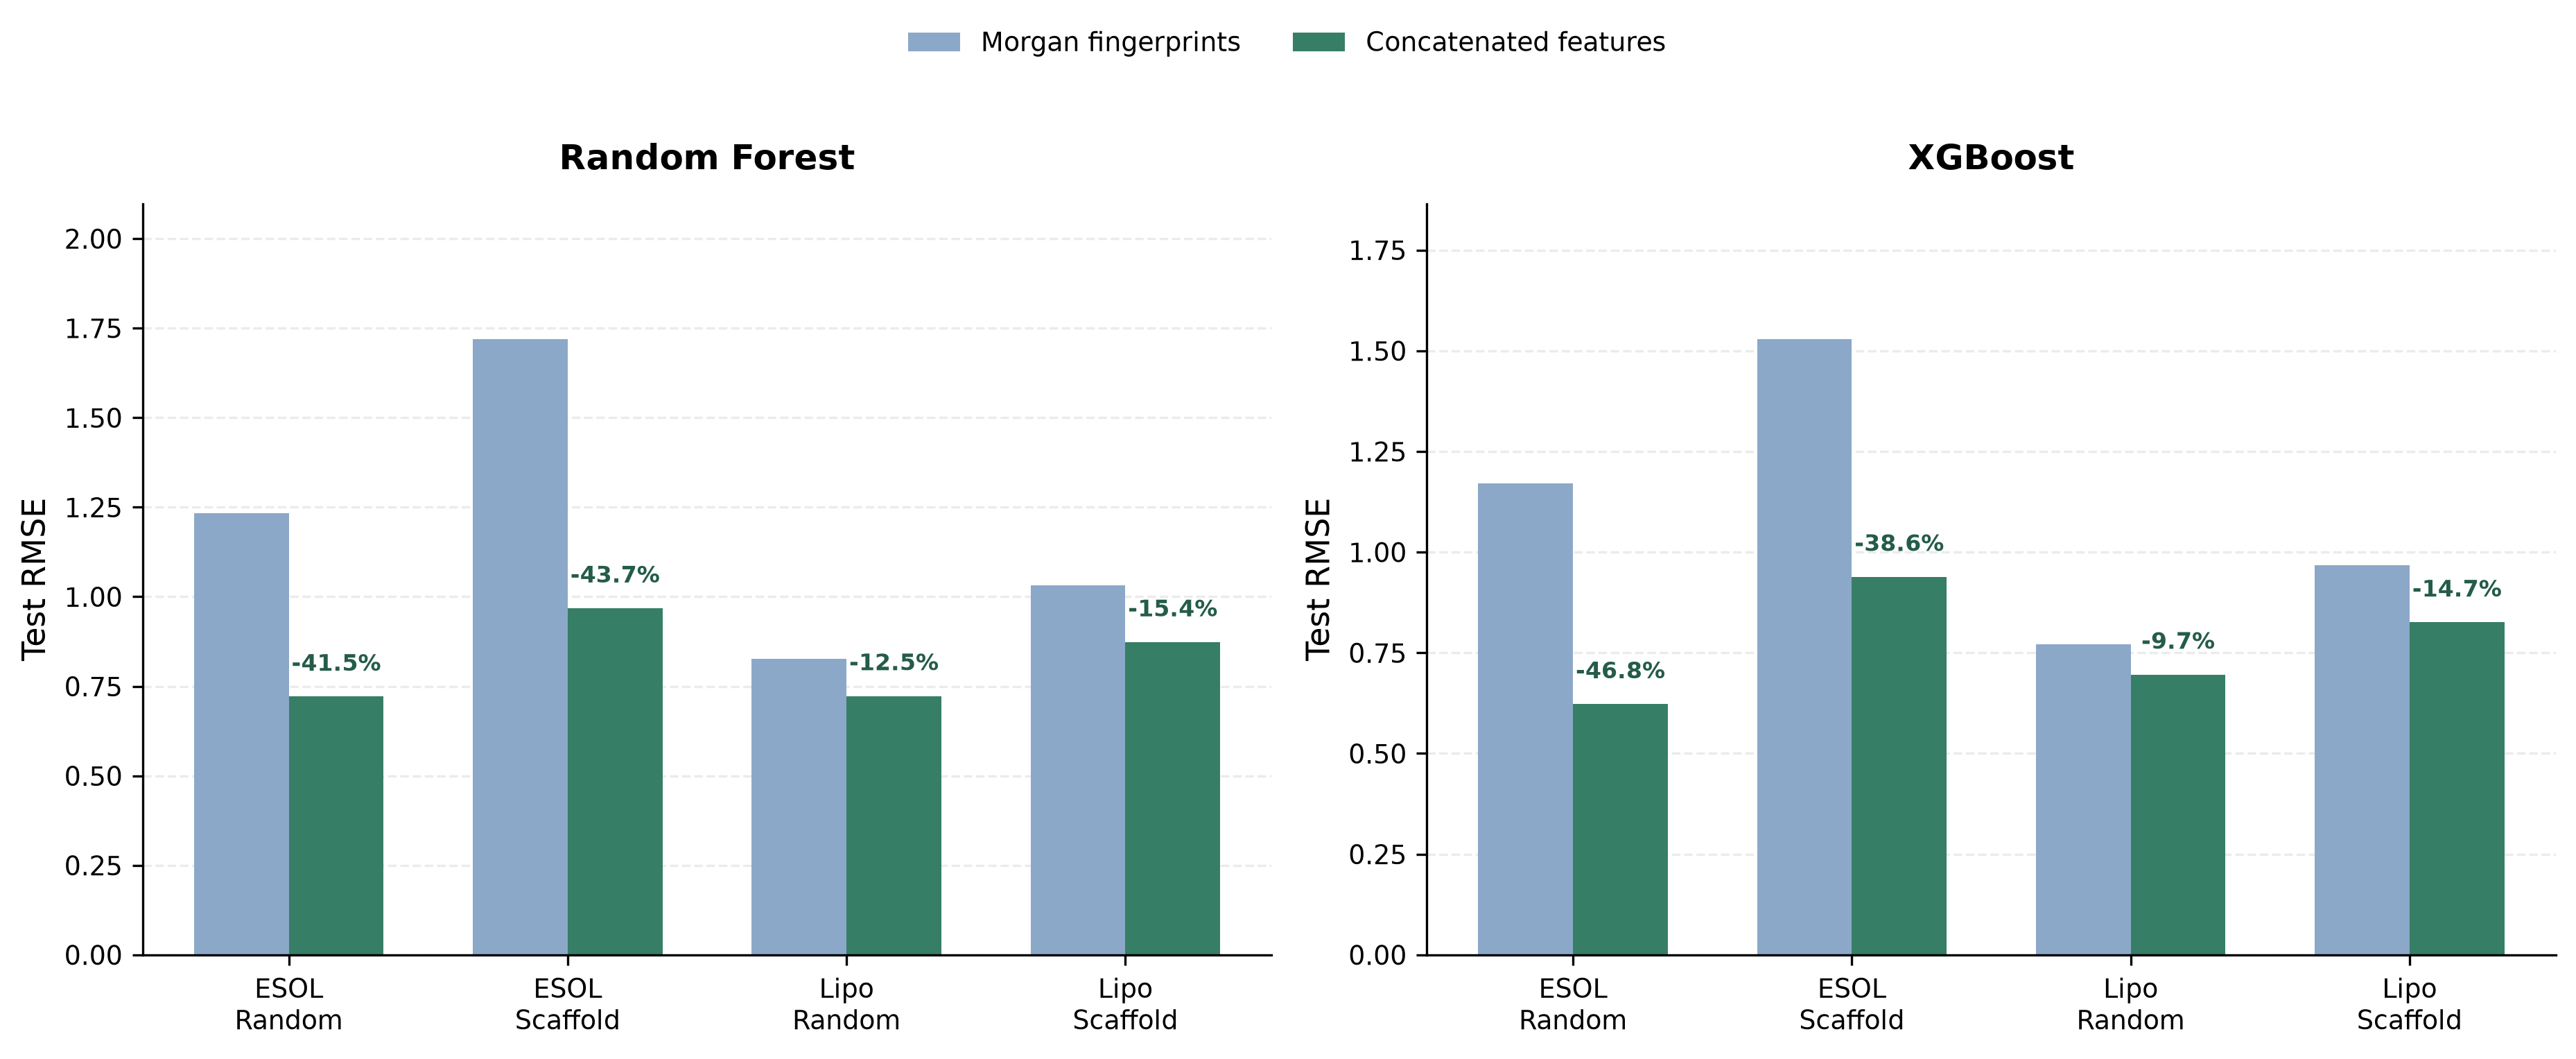 Morgan fingerprints
Concatenated features
Random Forest
Test RMSE
2.00
1.75
1.50
1.25
1.00
0.75
0.50
0.25
0.00
-41.5%
-43.7%
-12.5%
-15.4%
ESOL
Random
ESOL
Scaffold
Lipo
Random
Lipo
Scaffold
XGBoost
Test RMSE
1.75
1.50
1.25
1.00
0.75
0.50
0.25
0.00
-46.8%
-38.6%
-9.7%
-14.7%
ESOL
Random
ESOL
Scaffold
Lipo
Random
Lipo
Scaffold